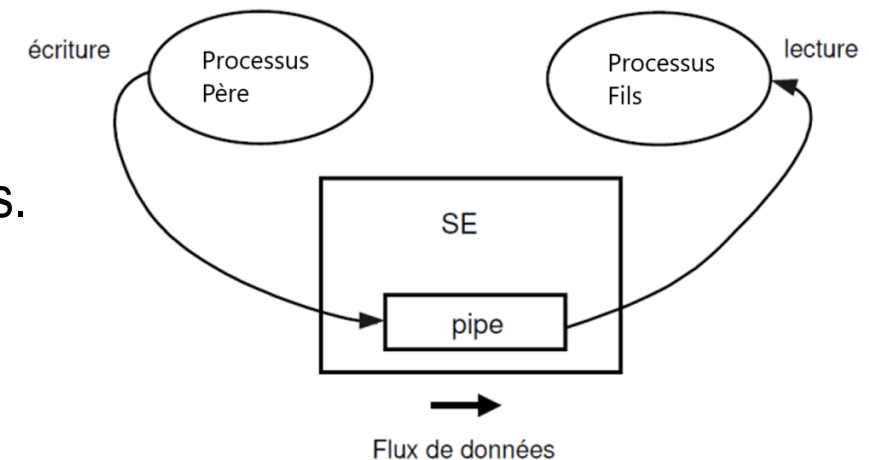 écriture
Processus
Père
Processus
Fils
lecture
s.
SE
pipe
Flux de données